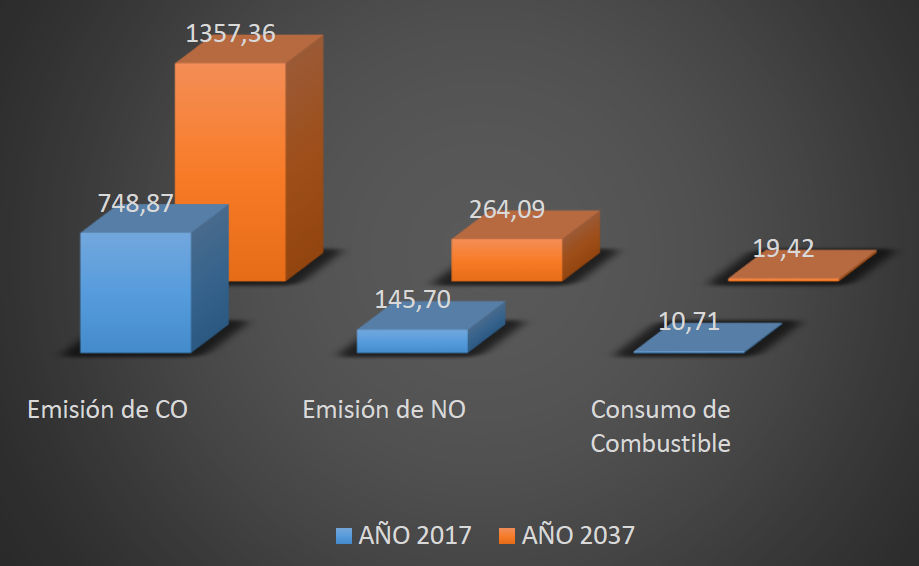 1357,36
748,87
264,09
145,70
19,42
10,71
Emisión de CO
Emisión de NO
Consumo de
Combustible
AÑO 2017
AÑO 2037